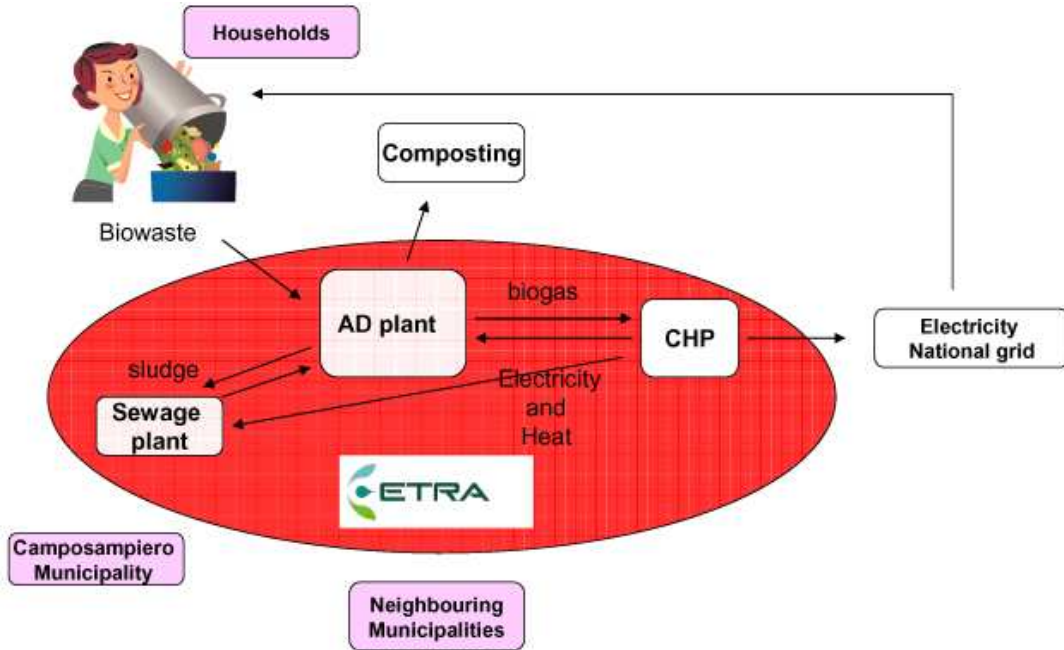 Households
Composting
Biowaste
AD plant
biogas
CHP
Electricity
National grid
sludge
Sewage
plant
Electricity
and
Heat
ETRA
Camposampiero
Municipality
Neighbouring
Municipalities